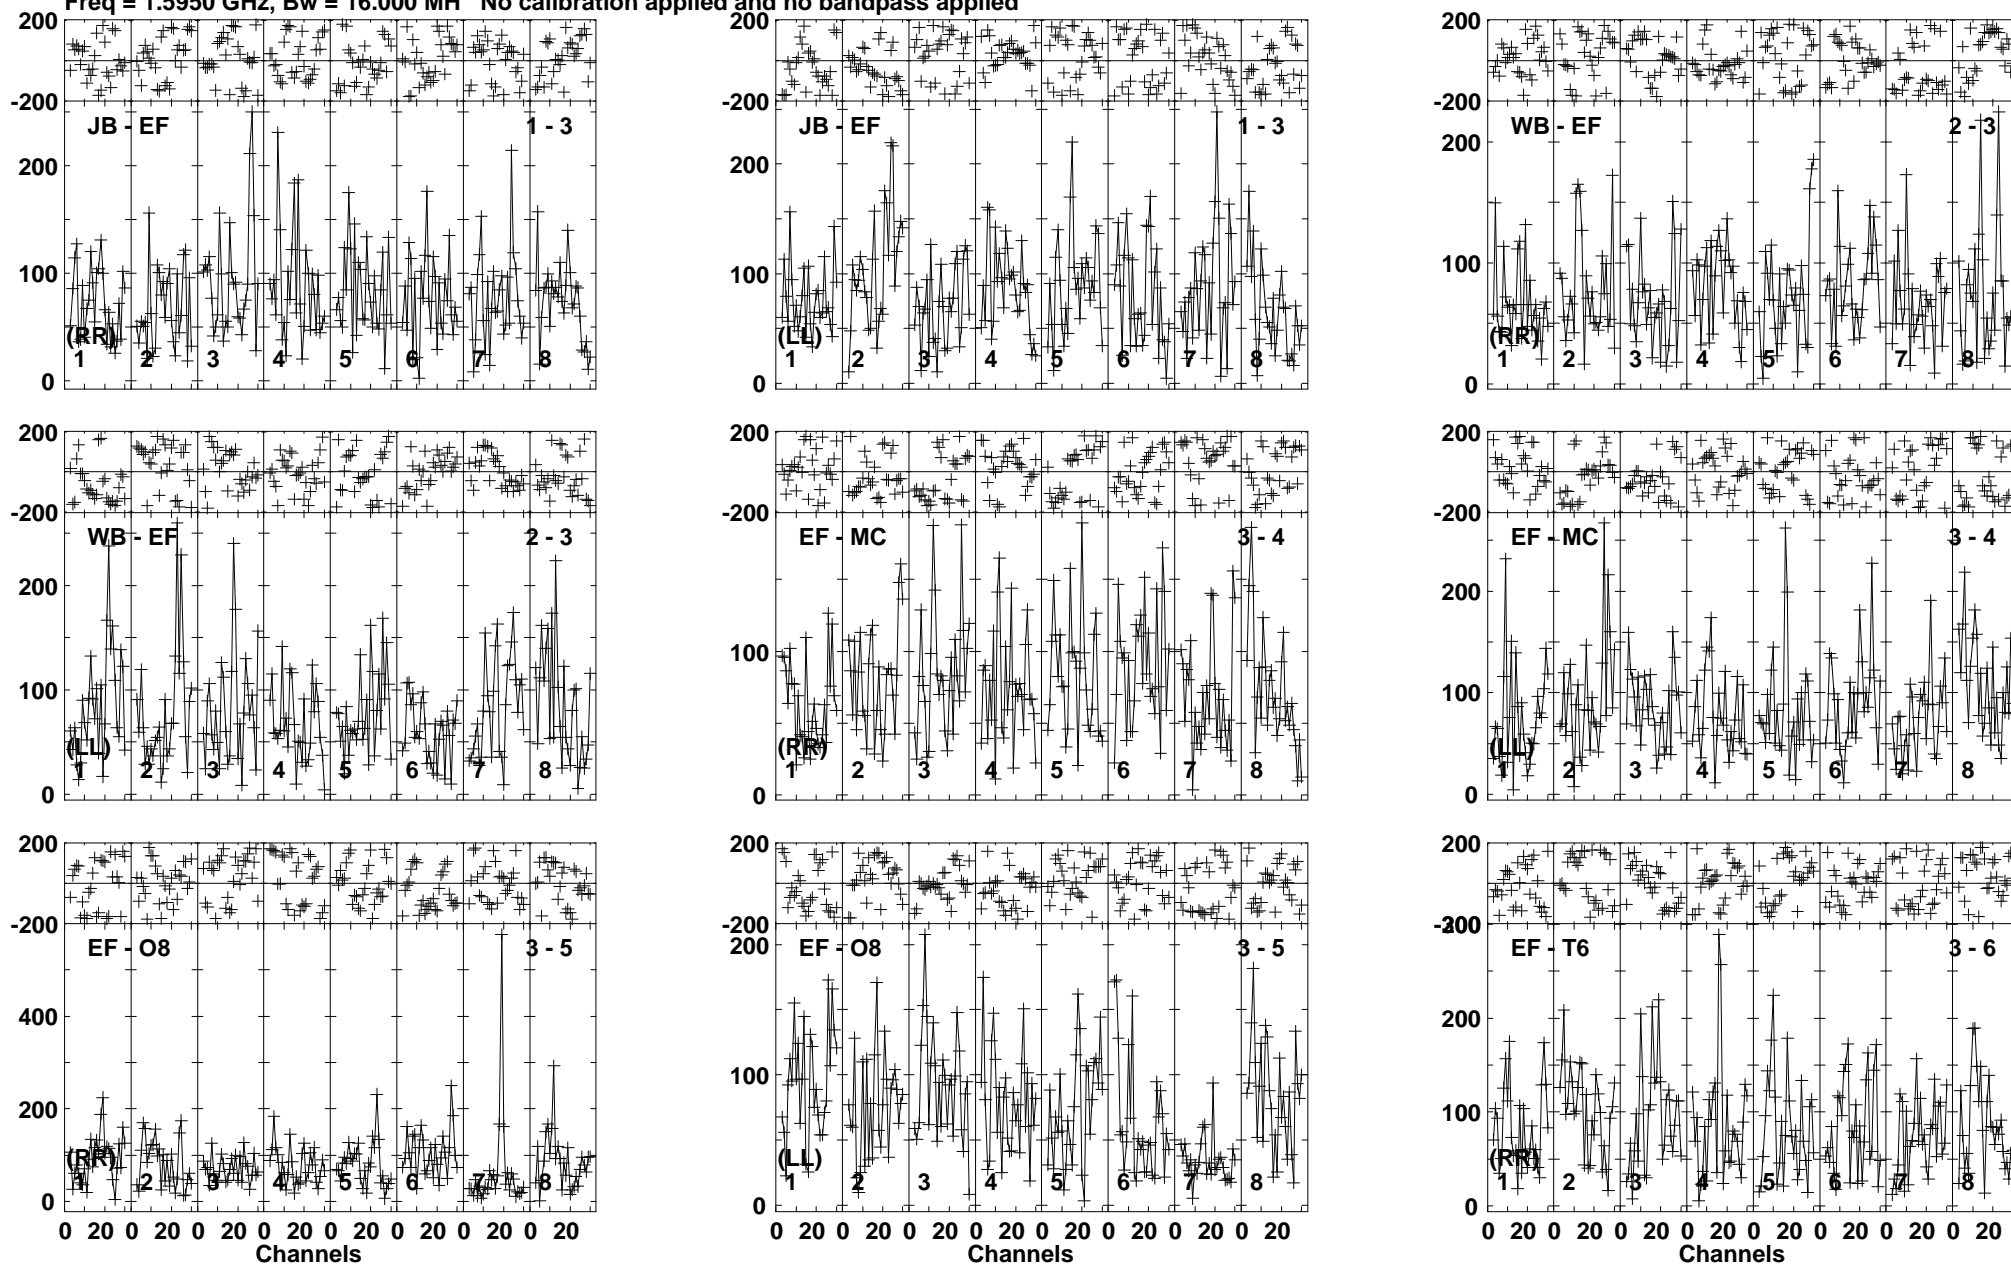 Freq = 1.5950 GHz, Bw = 16.000 MH No calibration applied and no bandpass applied
200 200 200
-200 -200 -200
JB - EF 1 - 3 JB - EF 1 - 3 WB - EF 2 - 3
200 200 200
100 100 100
(RR) (LL) (RR)
1 2 3 4 5 6 7 8 1 2 3 4 5 6 7 8 1 2 3 4 5 6 7 8
0 0 0
200 200 200
-200 -200 -200
WB - EF 2 - 3 EF - MC 3 - 4 EF - MC 3 - 4
200 100 200
100 100
(LL) (RR) (LL)
1 2 3 4 5 6 7 8 1 2 3 4 5 6 7 8 1 2 3 4 5 6 7 8
0 0 0
200 200 200
-200 -200 -200
300
EF - O8 3 - 5 EF - O8 3 - 5 EF - T6 3 - 6
400 200 200
200 100 100
(RR) (LL) (RR)
1 2 3 4 5 6 7 8 1 2 3 4 5 6 7 8 1 2 3 4 5 6 7 8
0 0 0
0 20 0 20 0 20 0 20 0 20 0 20 0 20 0 20 0 20 0 20 0 20 0 20 0 20 0 20 0 20 0 20 0 20 0 20 0 20 0 20 0 20 0 20 0 20 0 20
Channels Channels Channels